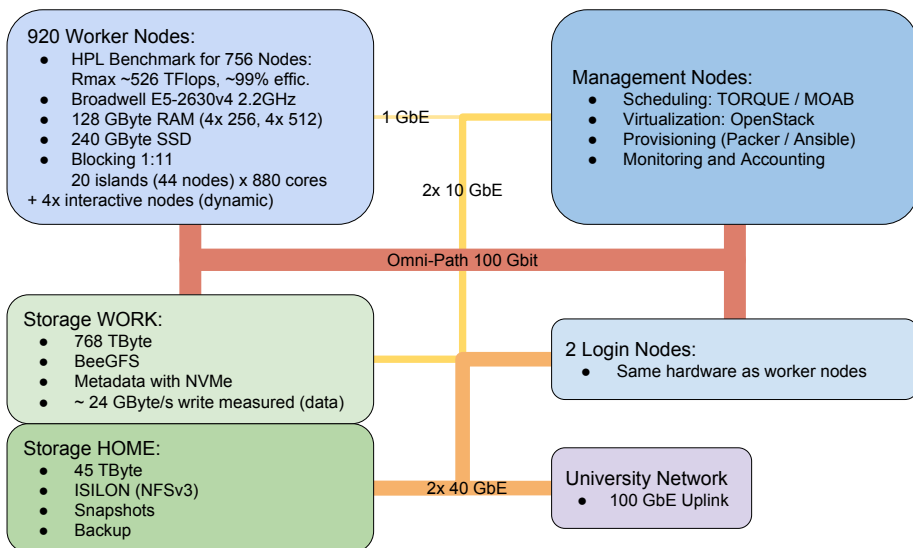 920 Worker Nodes:
● HPL Benchmark for 756 Nodes:
Rmax ~526 TFlops, ~99% effic.
● Broadwell E5-2630v4 2.2GHz
● 128 GByte RAM (4x 256, 4x 512)
● 240 GByte SSD
● Blocking 1:11
20 islands (44 nodes) x 880 cores
+ 4x interactive nodes (dynamic)
1 GbE
2x 10 GbE
Management Nodes:
● Scheduling: TORQUE / MOAB
● Virtualization: OpenStack
● Provisioning (Packer / Ansible)
● Monitoring and Accounting
Omni-Path 100 Gbit
Storage WORK:
● 768 TByte
● BeeGFS
● Metadata with NVMe
● ~ 24 GByte/s write measured (data)
2 Login Nodes:
● Same hardware as worker nodes
Storage HOME:
● 45 TByte
● ISILON (NFSv3)
● Snapshots
● Backup
2x 40 GbE
University Network
● 100 GbE Uplink